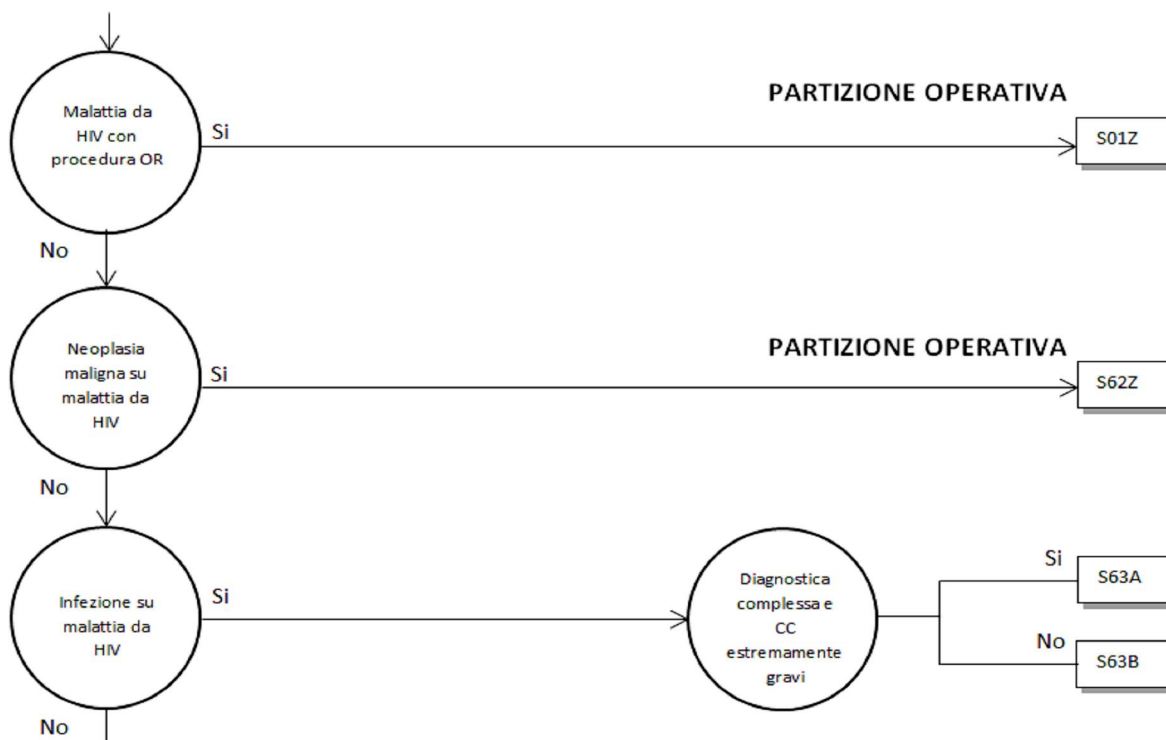 PARTIZIONE OPERATIVA
Malattia da
HIV con
procedura OR
Si
S01Z
No
PARTIZIONE OPERATIVA
Neoplasia
maligna su
malattia da
HIV
Si
S62Z
No
Infezione su
malattia da
HIV
Si
Diagnostica
complessa e
CC
estremamente
gravi
Si
S63A
No
S63B
No